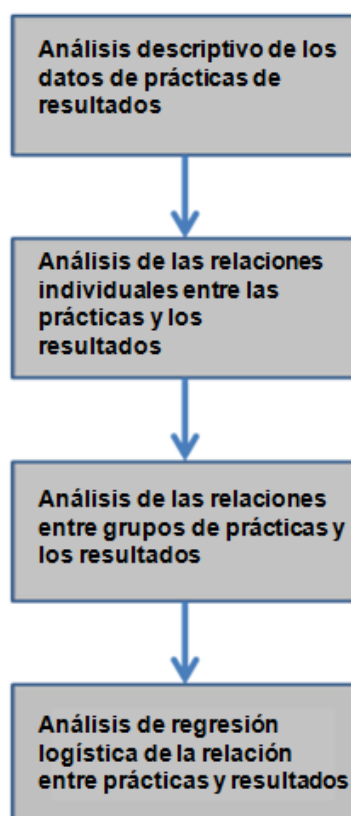 Análisis descriptivo de los
datos de prácticas de
resultados
Análisis de las relaciones
individuales entre las
prácticas y los
resultados
Análisis de las relaciones
entre grupos de prácticas y
los resultados
Análisis de regresión
logística de la relación
entre prácticas y resultados